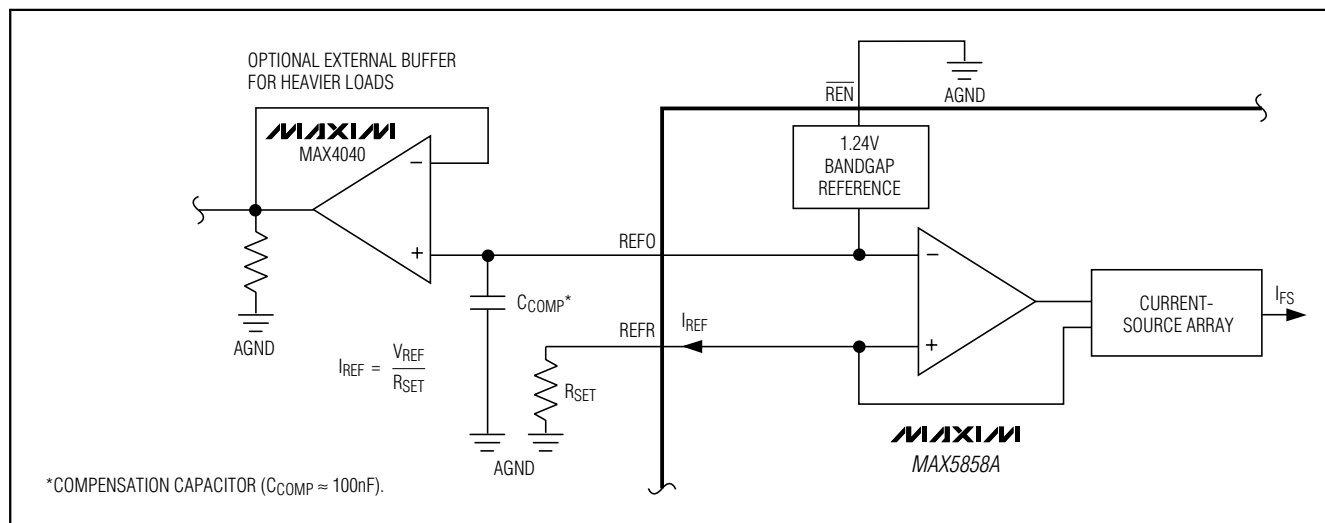 OPTIONAL EXTERNAL BUFFER
FOR HEAVIER LOADS
MAXIM
MAX4040
−
+
AGND
REN
AGND
1.24V
BANDGAP
REFERENCE
REFO
CCOMP*
REFR
IREF
RSET
IREF = VREF
RSET
AGND
−
+
CURRENT-
SOURCE ARRAY
IFS
MAXIM
MAX5858A
*COMPENSATION CAPACITOR (CCOMP ≈ 100nF).